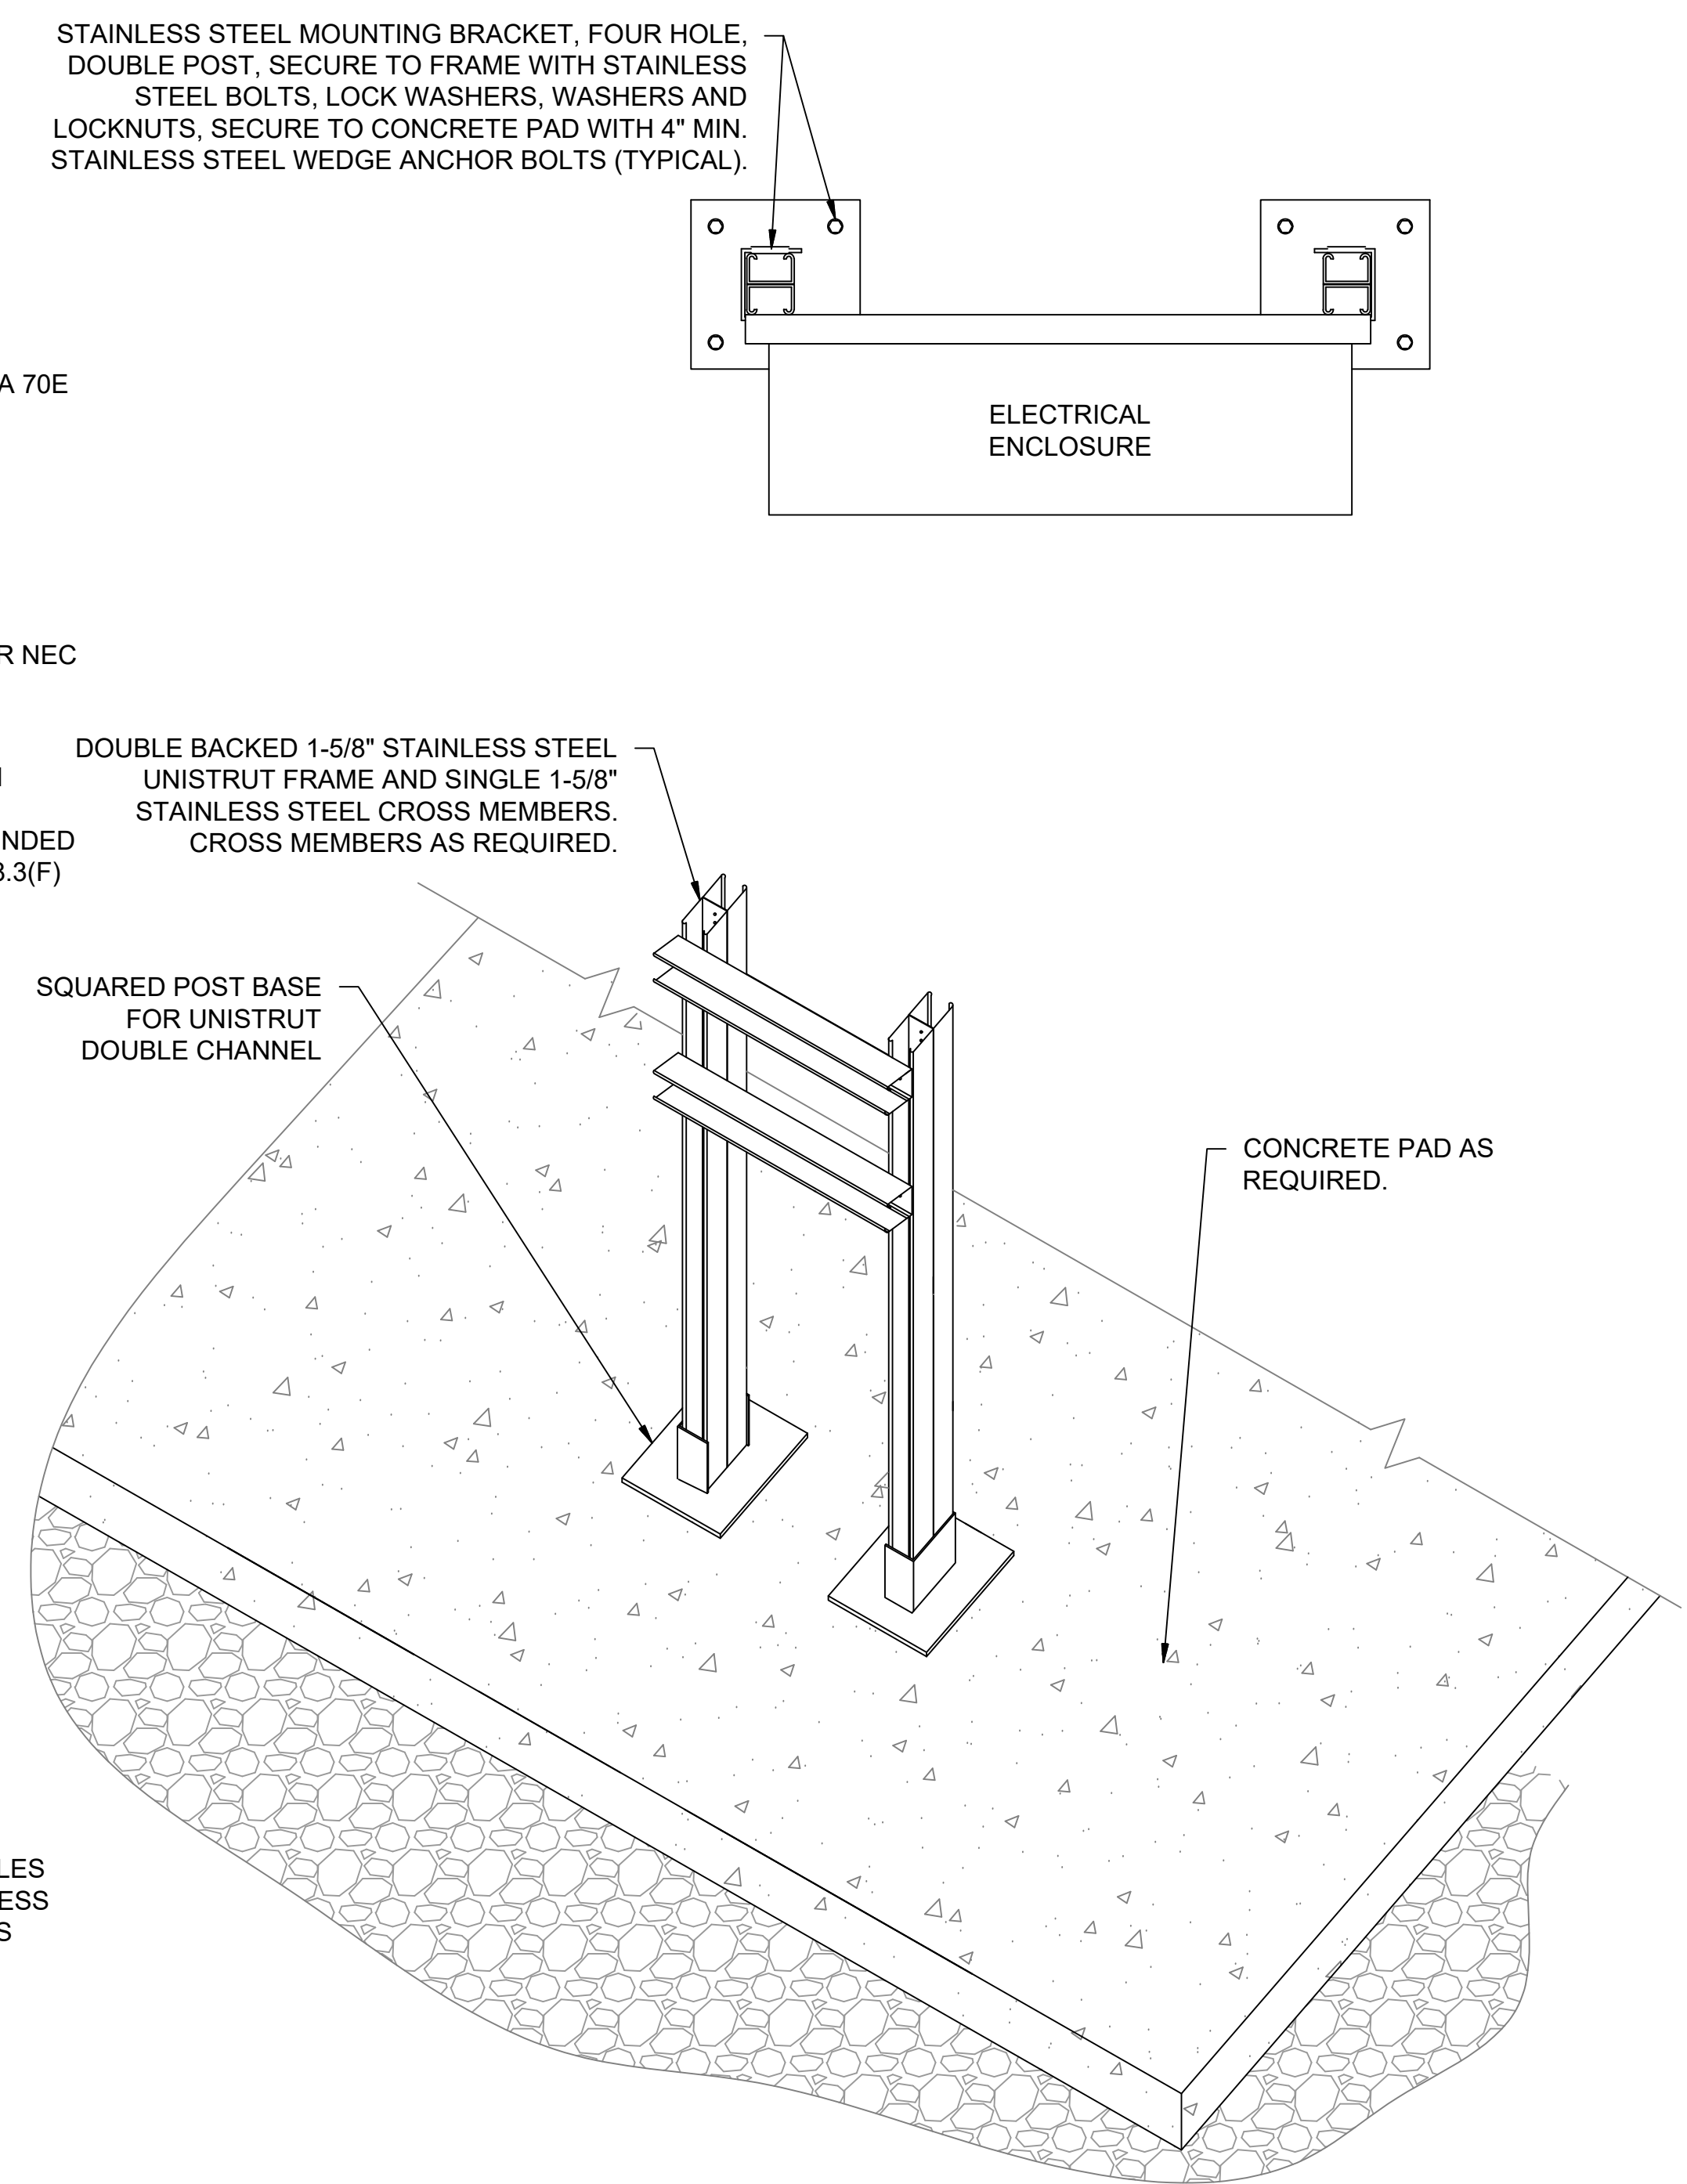 STAINLESS STEEL MOUNTING BRACKET, FOUR HOLE,
DOUBLE POST, SECURE TO FRAME WITH STAINLESS
STEEL BOLTS, LOCK WASHERS, WASHERS AND
LOCKNUTS, SECURE TO CONCRETE PAD WITH 4" MIN.
STAINLESS STEEL WEDGE ANCHOR BOLTS (TYPICAL).
A 70E
ELECTRICAL
ENCLOSURE
R NEC
DOUBLE BACKED 1-5/8" STAINLESS STEEL
UNISTRUT FRAME AND SINGLE 1-5/8"
STAINLESS STEEL CROSS MEMBERS.
CROSS MEMBERS AS REQUIRED.
NDED
3.3(F)
SQUARED POST BASE
FOR UNISTRUT
DOUBLE CHANNEL
CONCRETE PAD AS
REQUIRED.
LES
ESS
S